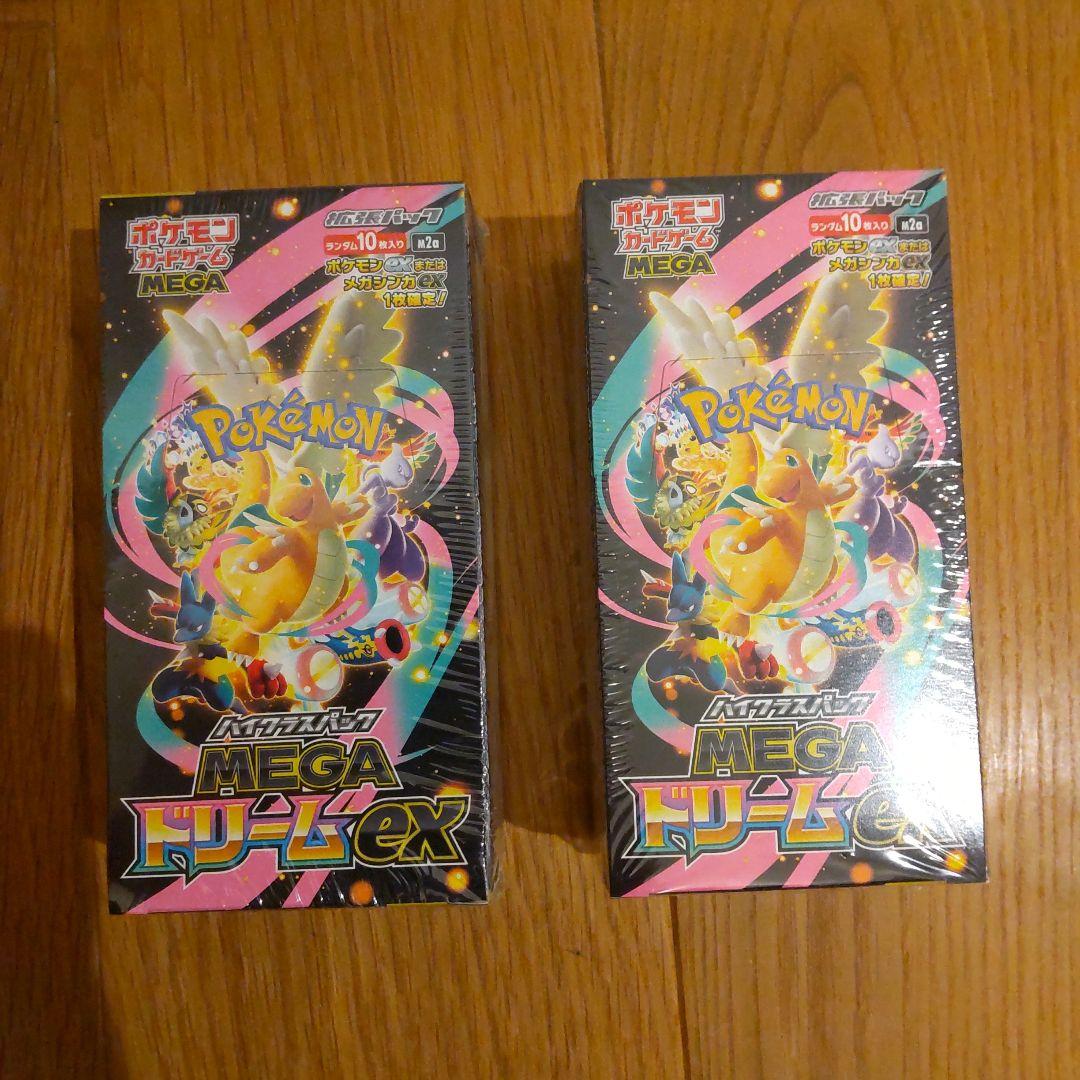 ポケモン
カードゲーム
MEGA
拡張パック
ランダム10枚入り M2a
ポケモンexまたは
メガシンカex
1枚確定!
POKéMON
ハイクラスパック
MEGA
ドリームex
ポケモン
カードゲーム
MEGA
拡張パック
ランダム10枚入り M2a
ポケモンexまたは
メガシンカex
1枚確定!
POKéMON
ハイクラスパック
MEGA
ドリームex